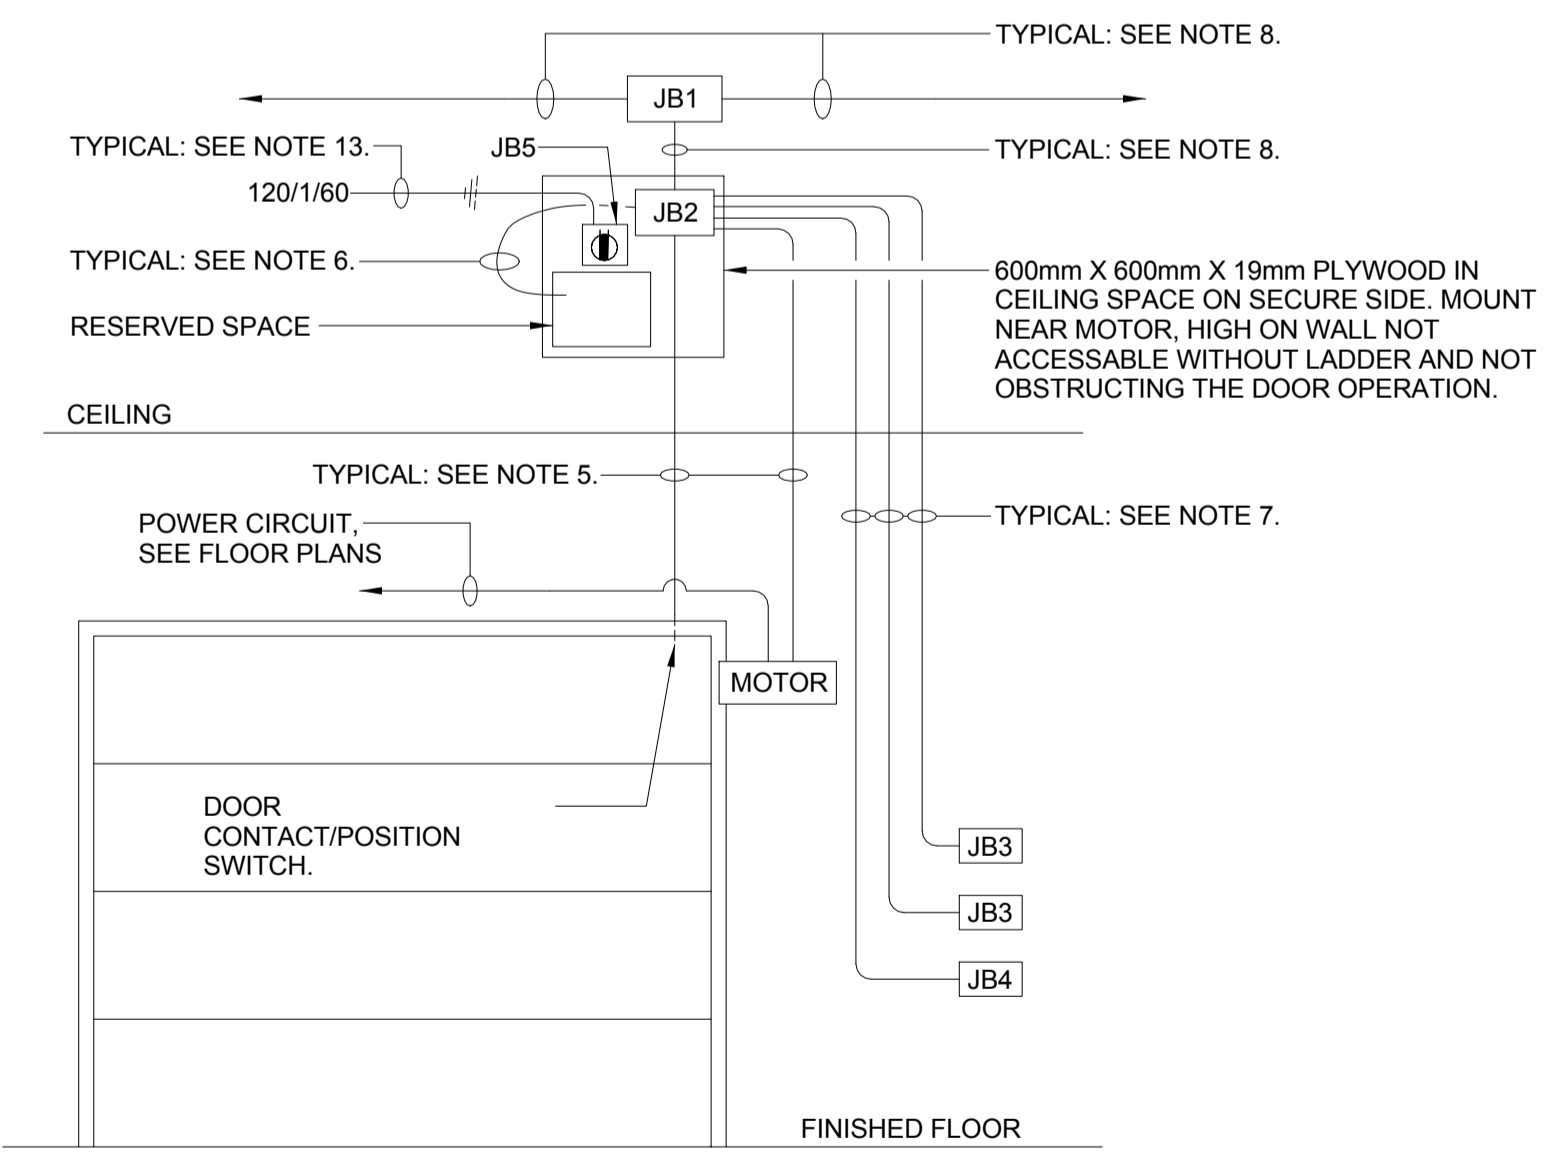 TYPICAL: SEE NOTE 8.
JB1
TYPICAL: SEE NOTE 13.
JB5
TYPICAL: SEE NOTE 8.
120/1/60
JB2
TYPICAL: SEE NOTE 6.
600mm X 600mm X 19mm PLYWOOD IN
CEILING SPACE ON SECURE SIDE. MOUNT
NEAR MOTOR, HIGH ON WALL NOT
ACCESSABLE WITHOUT LADDER AND NOT
OBSTRUCTING THE DOOR OPERATION.
RESERVED SPACE
CEILING
TYPICAL: SEE NOTE 5.
TYPICAL: SEE NOTE 7.
POWER CIRCUIT,
SEE FLOOR PLANS
MOTOR
DOOR
CONTACT/POSITION
SWITCH.
JB3
JB3
JB4
FINISHED FLOOR